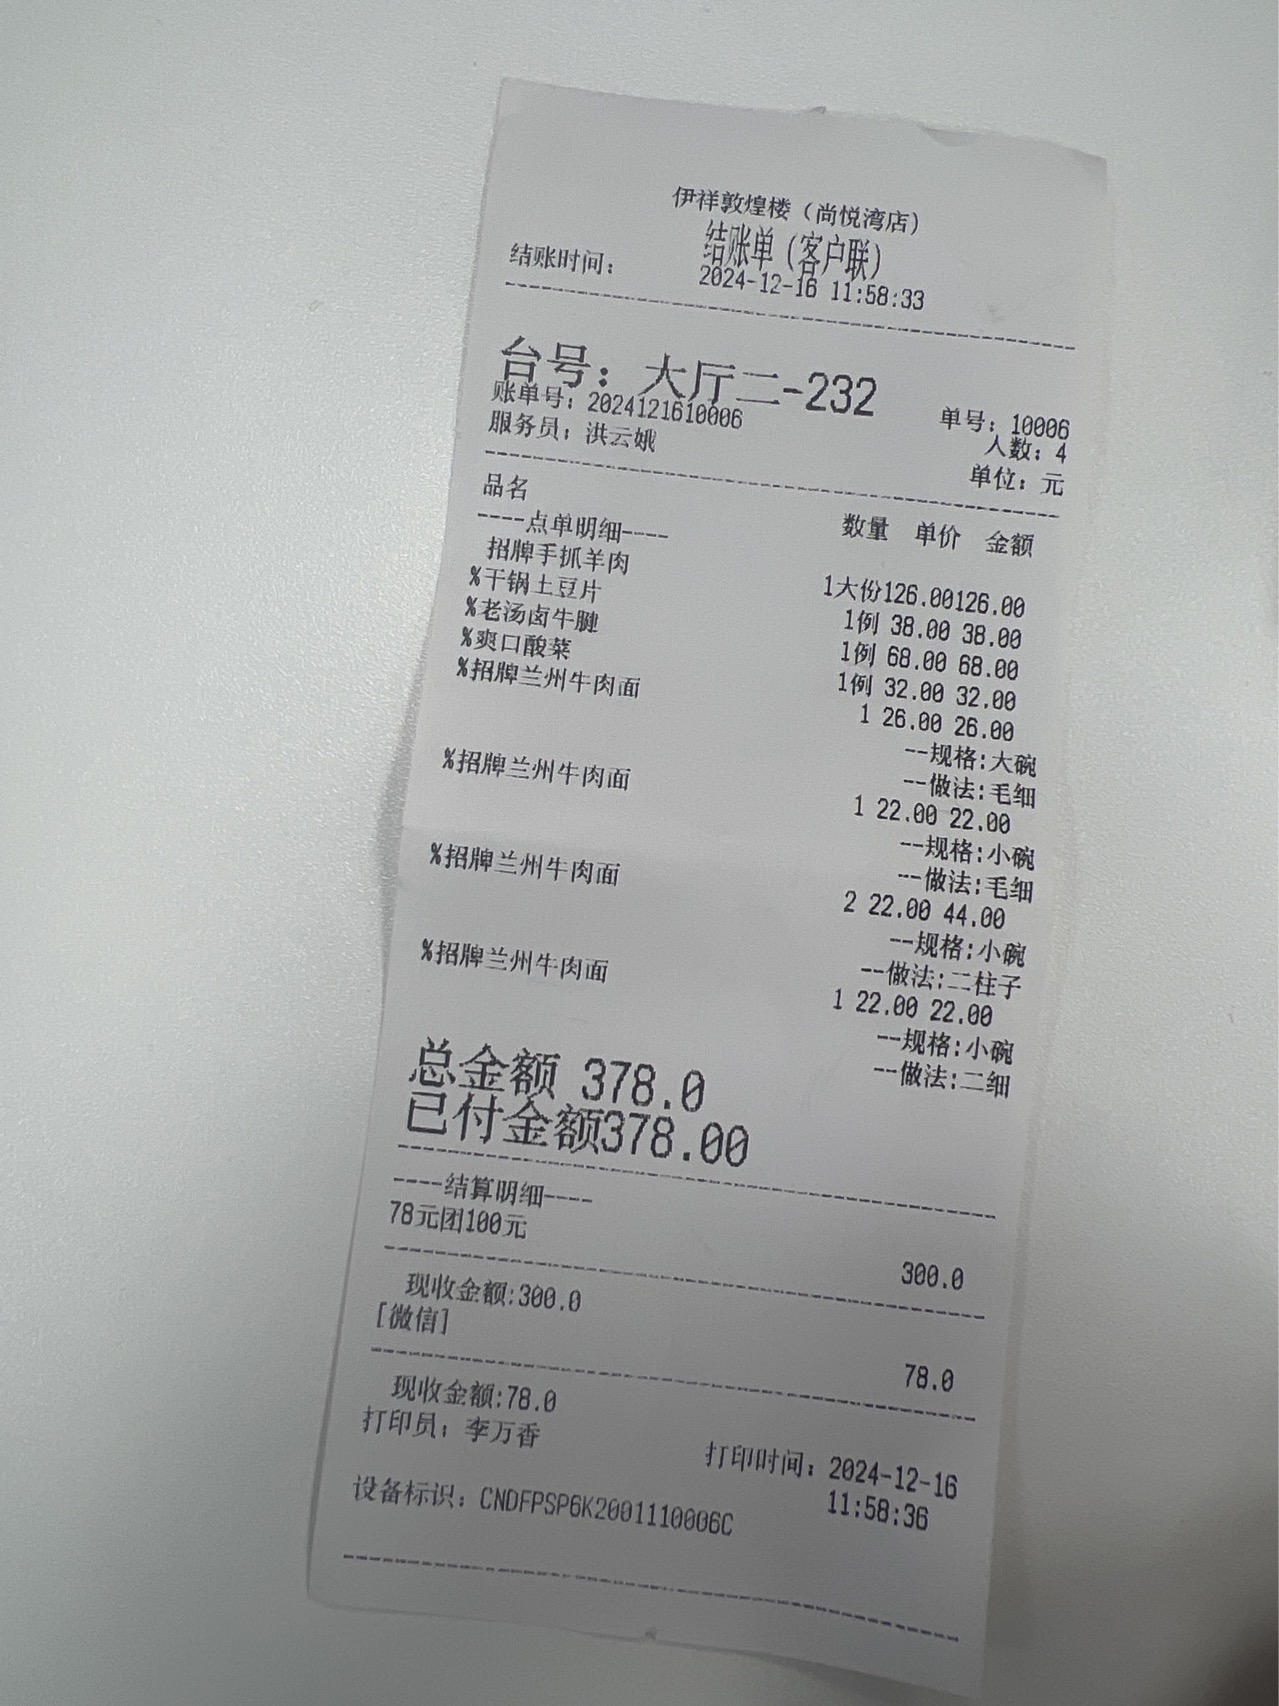 伊祥敦煌楼（尚悦湾店）
结账单（客户联）
结账时间： 2024-12-16 11:58:33
台号：大厅二-232
账单号：2024121610006 单号：10006
服务员：洪云娥 人数：4
单位：元
品名 数量 单价 金额
----点单明细----
招牌手抓羊肉 1大份126.00126.00
%干锅土豆片 1例 38.00 38.00
%老汤卤牛腱 1例 68.00 68.00
%爽口酸菜 1例 32.00 32.00
%招牌兰州牛肉面 1 26.00 26.00
--规格:大碗
--做法:毛细
%招牌兰州牛肉面 1 22.00 22.00
--规格:小碗
--做法:毛细
%招牌兰州牛肉面 2 22.00 44.00
--规格:小碗
--做法:二柱子
%招牌兰州牛肉面 1 22.00 22.00
--规格:小碗
--做法:二细
总金额 378.0
已付金额378.00
----结算明细----
78元团100元 300.0
现收金额:300.0
[微信] 78.0
现收金额:78.0
打印员：李万香 打印时间：2024-12-16
11:58:36
设备标识：CNDFPSP6K2001110006C